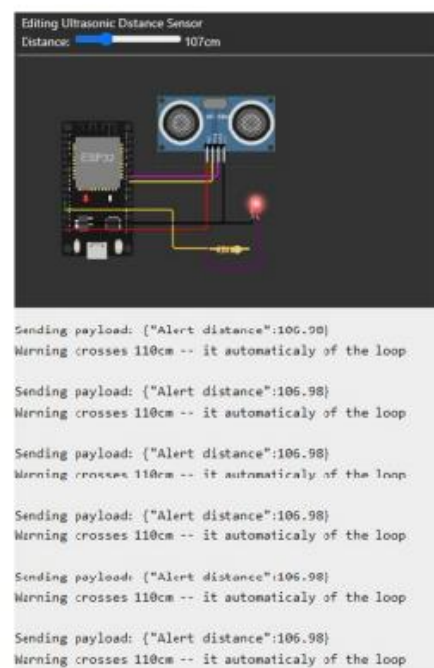 Editing Ultrasonic Distance Sensor
Distance: 107cm
ESP32
Sending payload: {"Alert distance":106.98}
Warning crosses 110cm -- it automaticaly of the loop
Sending payload: {"Alert distance":106.98}
Warning crosses 110cm -- it automaticaly of the loop
Sending payload: {"Alert distance":106.98}
Warning crosses 110cm -- it automaticaly of the loop
Sending payload: {"Alert distance":106.98}
Warning crosses 110cm -- it automaticaly of the loop
Sending payload: {"Alert distance":106.98}
Warning crosses 110cm -- it automaticaly of the loop
Sending payload: {"Alert distance":106.98}
Warning crosses 110cm -- it automaticaly of the loop